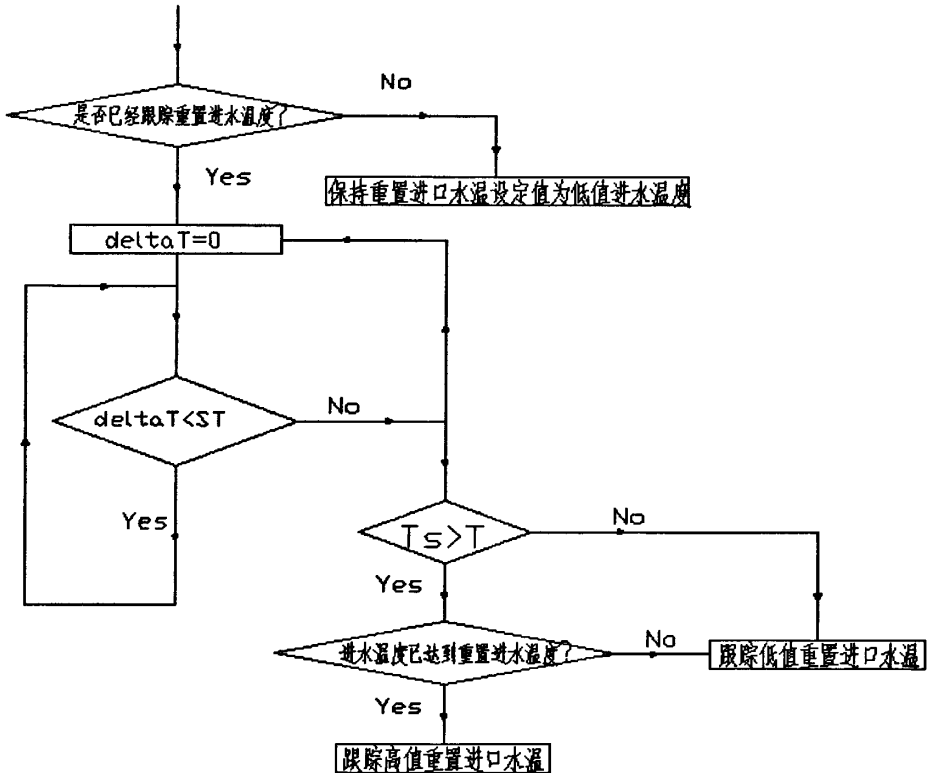 No
是否已经跟踪重置进水温度?
Yes
保持重置进口水温设定值为低值进水温度
deltaT=0
deltaT<ST
No
Yes
Ts>T
No
Yes
进水温度已达到重置进水温度?
No
跟踪低值重置进口水温
Yes
跟踪高值重置进口水温